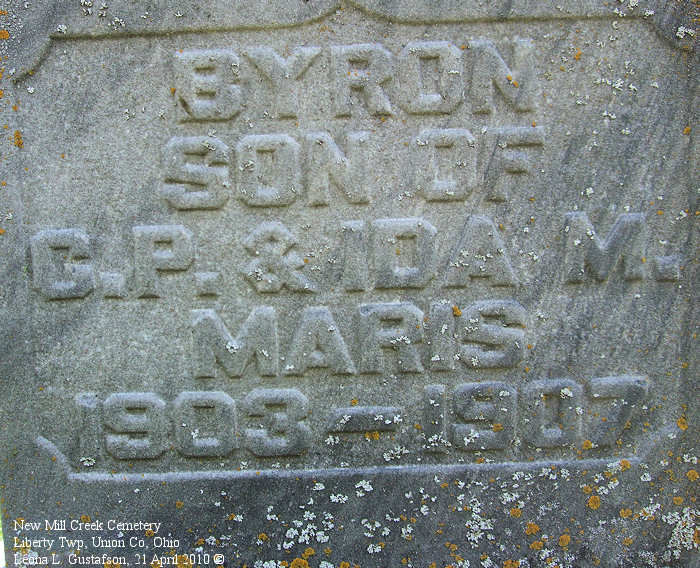 BYRON
SON OF
C. P. & IDA M.
MARIS
1903 – 1907
New Mill Creek Cemetery
Liberty Twp, Union Co, Ohio
Leona L. Gustafson, 21 April 2010 ©